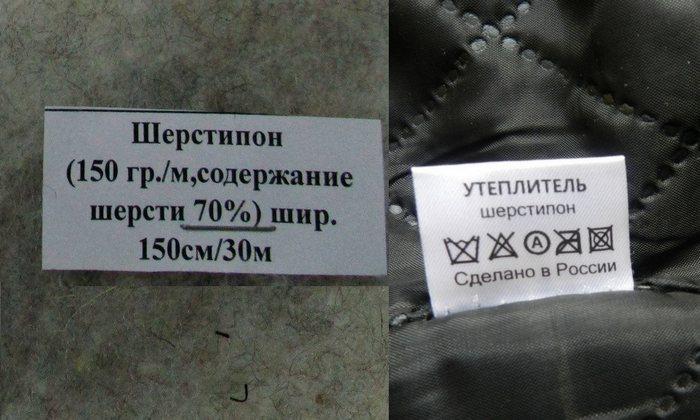 Шерстипон
(150 гр./м,содержание
шерсти 70%) шир.
150см/30м
УТЕПЛИТЕЛЬ
шерстипон
A
Сделано в России